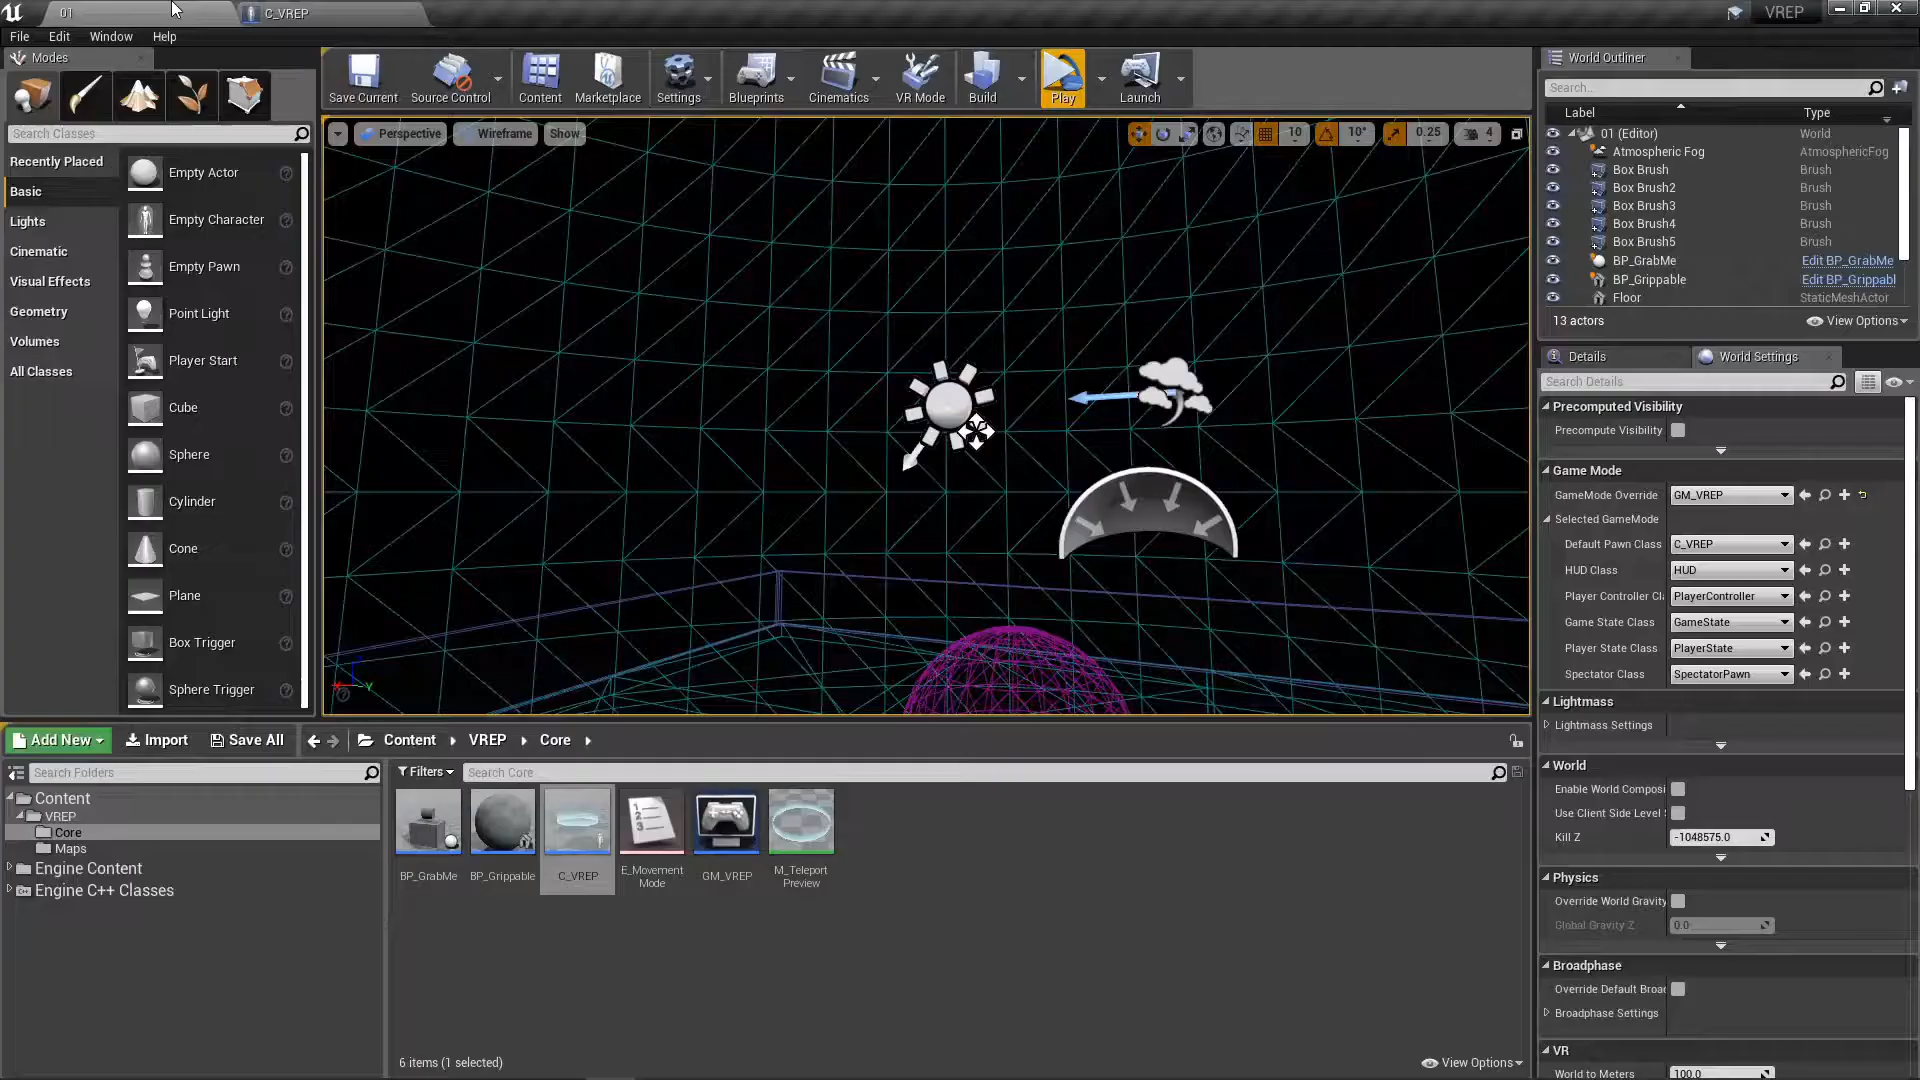 01
C_VREP
VREP
File Edit Window Help
Modes
Search Classes
Recently Placed
Basic
Lights
Cinematic
Visual Effects
Geometry
Volumes
All Classes
Empty Actor
Empty Character
Empty Pawn
Point Light
Player Start
Cube
Sphere
Cylinder
Cone
Plane
Box Trigger
Sphere Trigger
Save Current
Source Control
Content
Marketplace
Settings
Blueprints
Cinematics
VR Mode
Build
Play
Launch
Perspective
Wireframe
Show
10
10°
0.25
4
X
Y
World Outliner
Search...
Label Type
01 (Editor) World
Atmospheric Fog AtmosphericFog
Box Brush Brush
Box Brush2 Brush
Box Brush3 Brush
Box Brush4 Brush
Box Brush5 Brush
BP_GrabMe Edit BP_GrabMe
BP_Grippable Edit BP_Grippabl
Floor StaticMeshActor
13 actors
View Options
Details
World Settings
Search Details
Precomputed Visibility
Precompute Visibility
Game Mode
GameMode Override GM_VREP
Selected GameMode
Default Pawn Class C_VREP
HUD Class HUD
Player Controller Cl PlayerController
Game State Class GameState
Player State Class PlayerState
Spectator Class SpectatorPawn
Lightmass
Lightmass Settings
World
Enable World Composi
Use Client Side Level
Kill Z -1048575.0
Physics
Override World Gravity
Global Gravity Z 0.0
Broadphase
Override Default Broa
Broadphase Settings
VR
World to Meters 100.0
Add New
Import
Save All
Content
VREP
Core
Search Folders
Content
VREP
Core
Maps
Engine Content
Engine C++ Classes
Filters
Search Core
1
2
3
BP_GrabMe
BP_Grippable
C_VREP
E_Movement
Mode
GM_VREP
M_Teleport
Preview
6 items (1 selected)
View Options